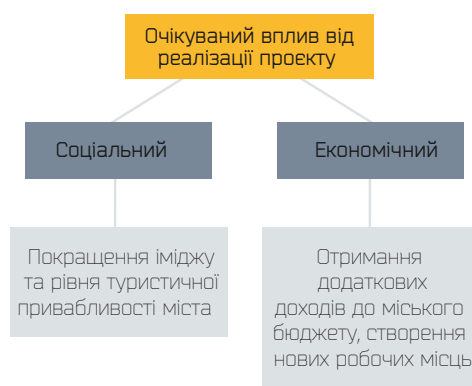 Очікуваний вплив від
реалізації проєкту
Соціальний
Економічний
Покращення іміджу
та рівня туристичної
привабливості міста
Отримання
додаткових
доходів до міського
бюджету, створення
нових робочих місць